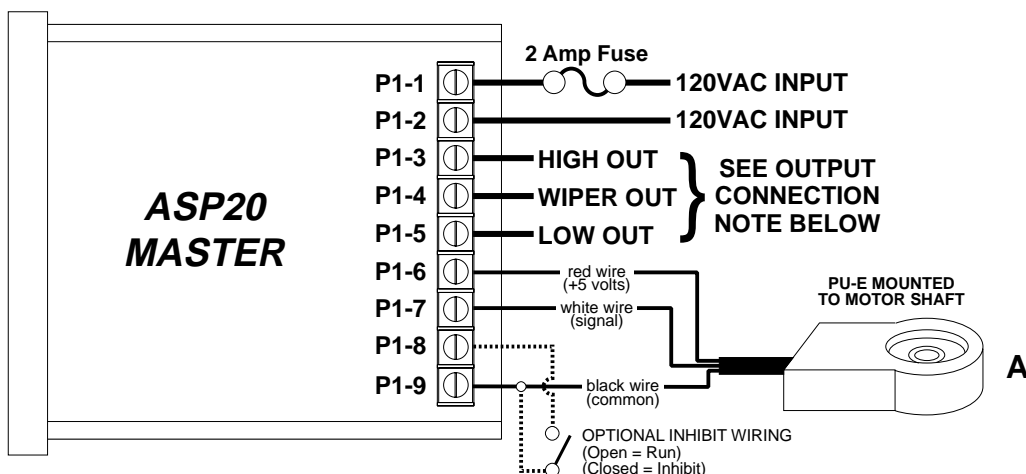 2 Amp Fuse
P1-1
120VAC INPUT
P1-2
120VAC INPUT
P1-3
HIGH OUT
P1-4
WIPER OUT
P1-5
LOW OUT
SEE OUTPUT
CONNECTION
NOTE BELOW
ASP20
MASTER
P1-6
red wire
(+5 volts)
P1-7
white wire
(signal)
P1-8
P1-9
black wire
(common)
PU-E MOUNTED
TO MOTOR SHAFT
A
OPTIONAL INHIBIT WIRING
(Open = Run)
(Closed = Inhibit)